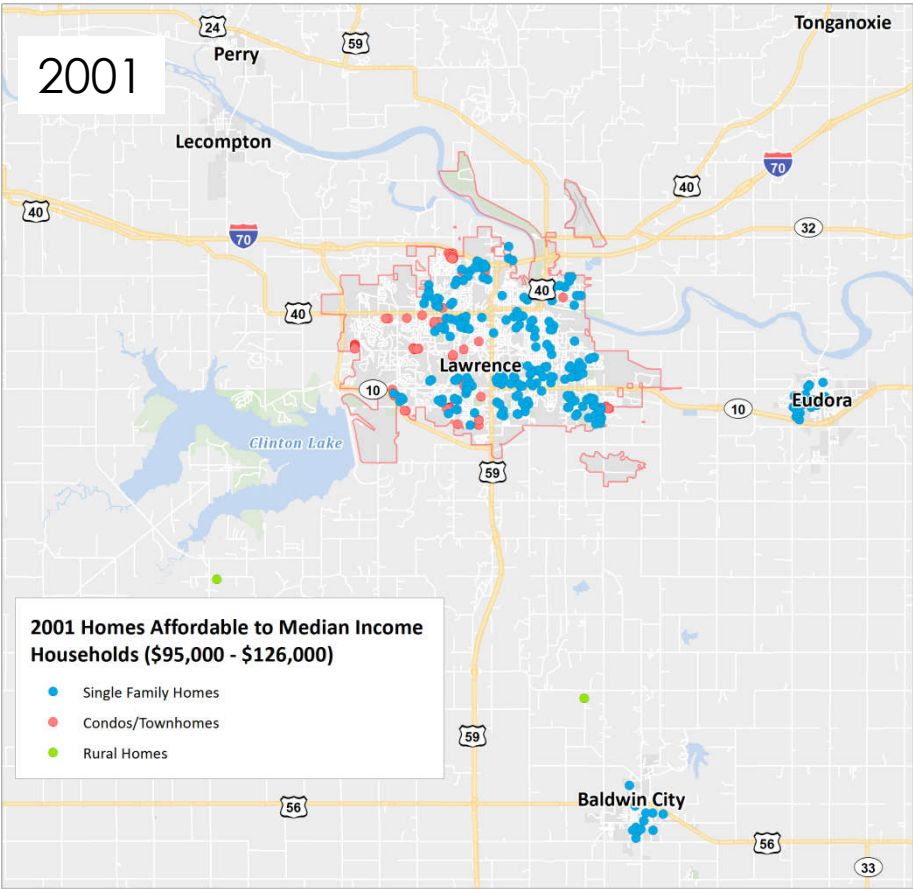 Tonganoxie
24
59
Perry
2001
Lecompton
70
40
40
32
70
40
40
40
Lawrence
10
10
Eudora
Clinton Lake
59
2001 Homes Affordable to Median Income
Households ($95,000 - $126,000)
Single Family Homes
Condos/Townhomes
Rural Homes
59
Baldwin City
56
56
33